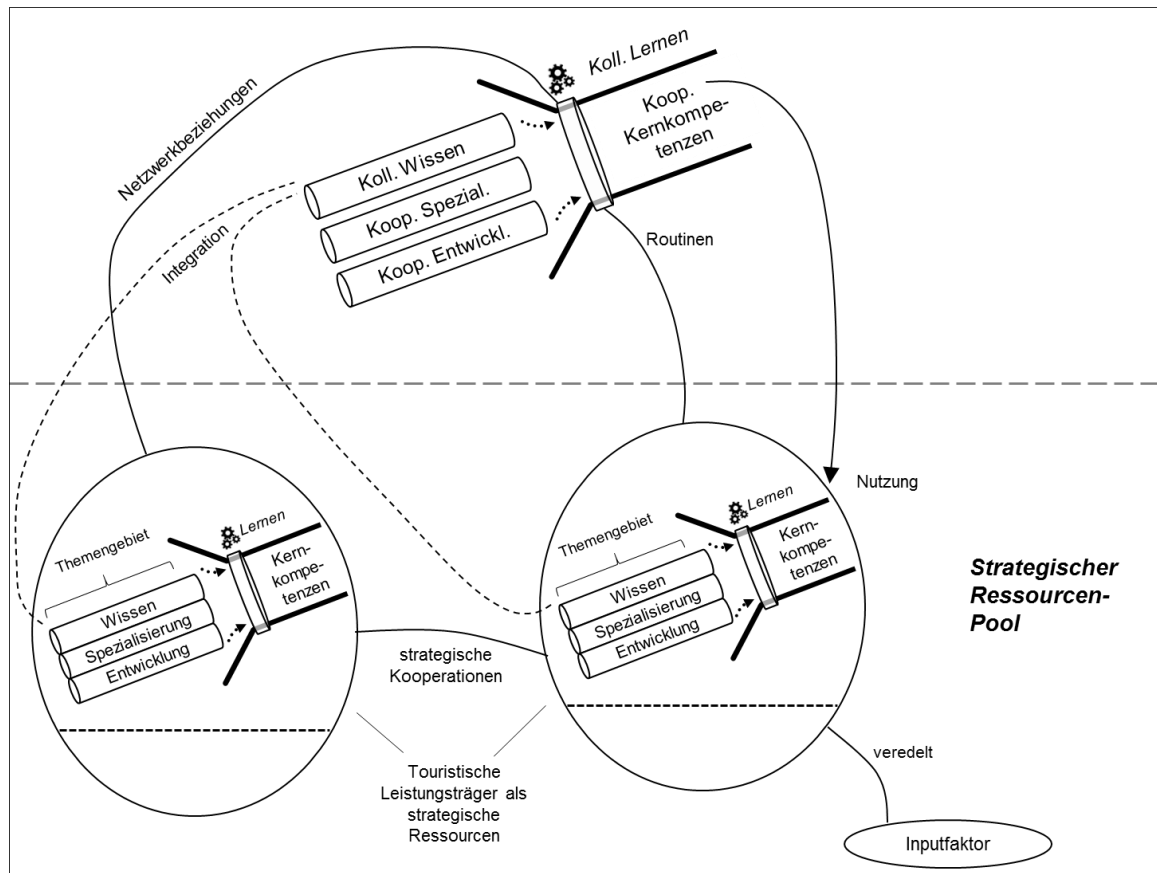 Koll. Lernen
Netzwerkbeziehungen
Koop.
Kernkompe-
tenzen
Koll. Wissen
Koop. Spezial.
Koop. Entwickl.
Integration
Routinen
Nutzung
Lernen
Themengebiet
Kern-
kompe-
tenzen
Wissen
Spezialisierung
Entwicklung
Lernen
Themengebiet
Kern-
kompe-
tenzen
Wissen
Spezialisierung
Entwicklung
Strategischer
Ressourcen-
Pool
strategische
Kooperationen
Touristische
Leistungsträger als
strategische
Ressourcen
veredelt
Inputfaktor